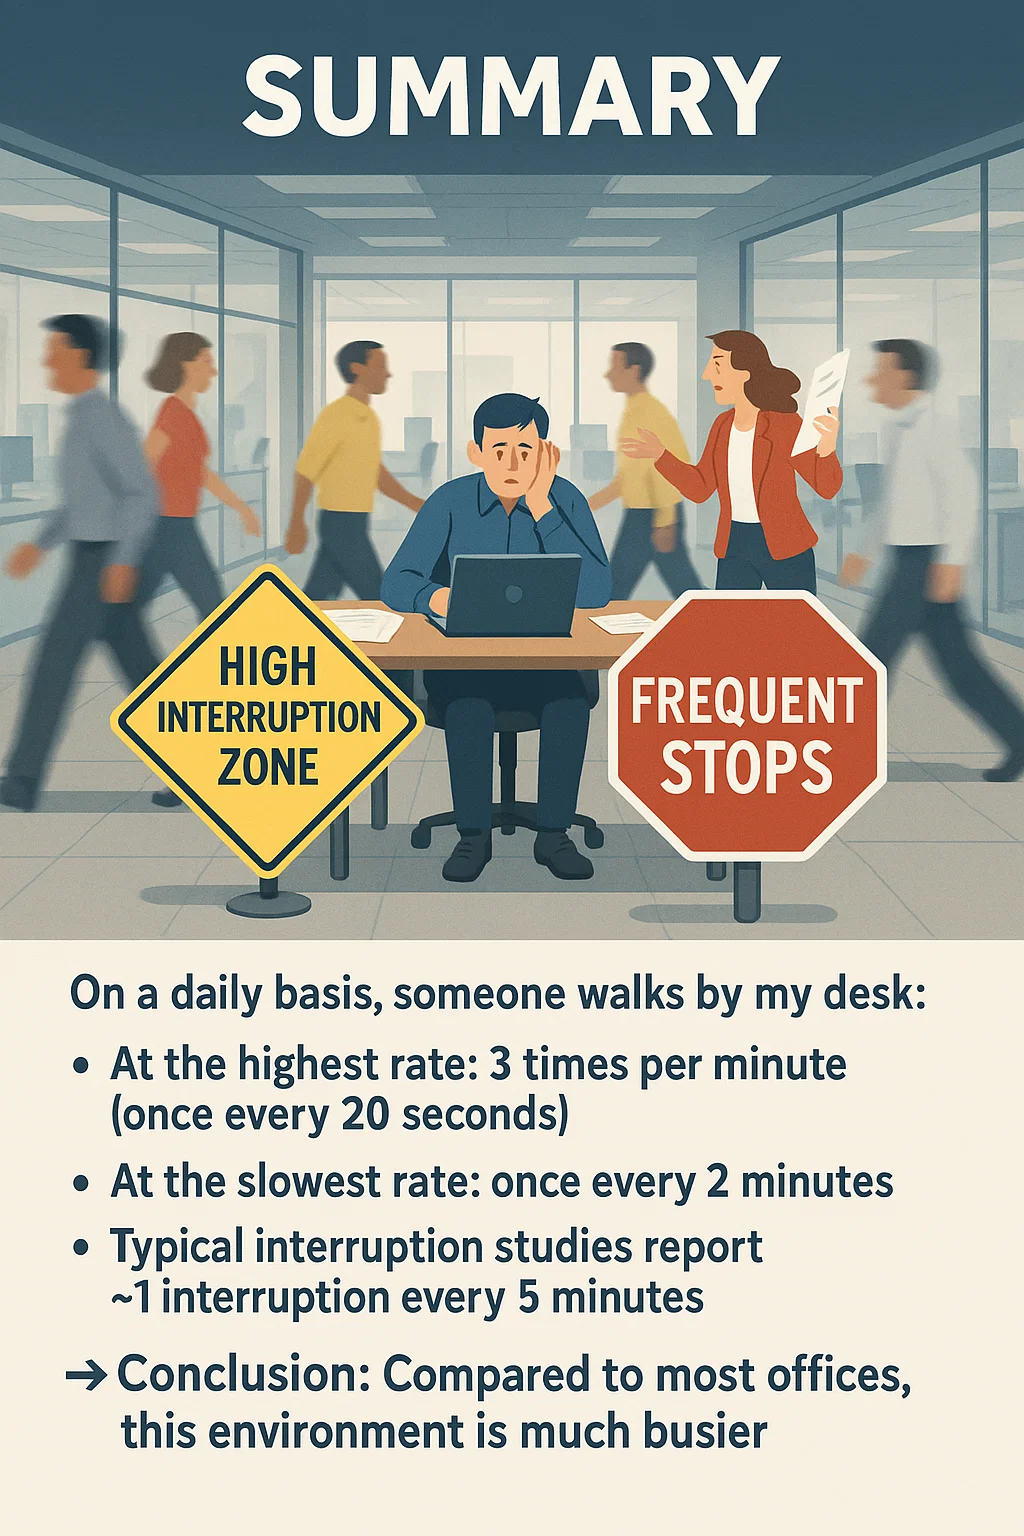 SUMMARY
HIGH
INTERRUPTION
ZONE
FREQUENT
STOPS
On a daily basis, someone walks by my desk:
• At the highest rate: 3 times per minute
(once every 20 seconds)
• At the slowest rate: once every 2 minutes
• Typical interruption studies report
~1 interruption every 5 minutes
→ Conclusion: Compared to most offices,
this environment is much busier